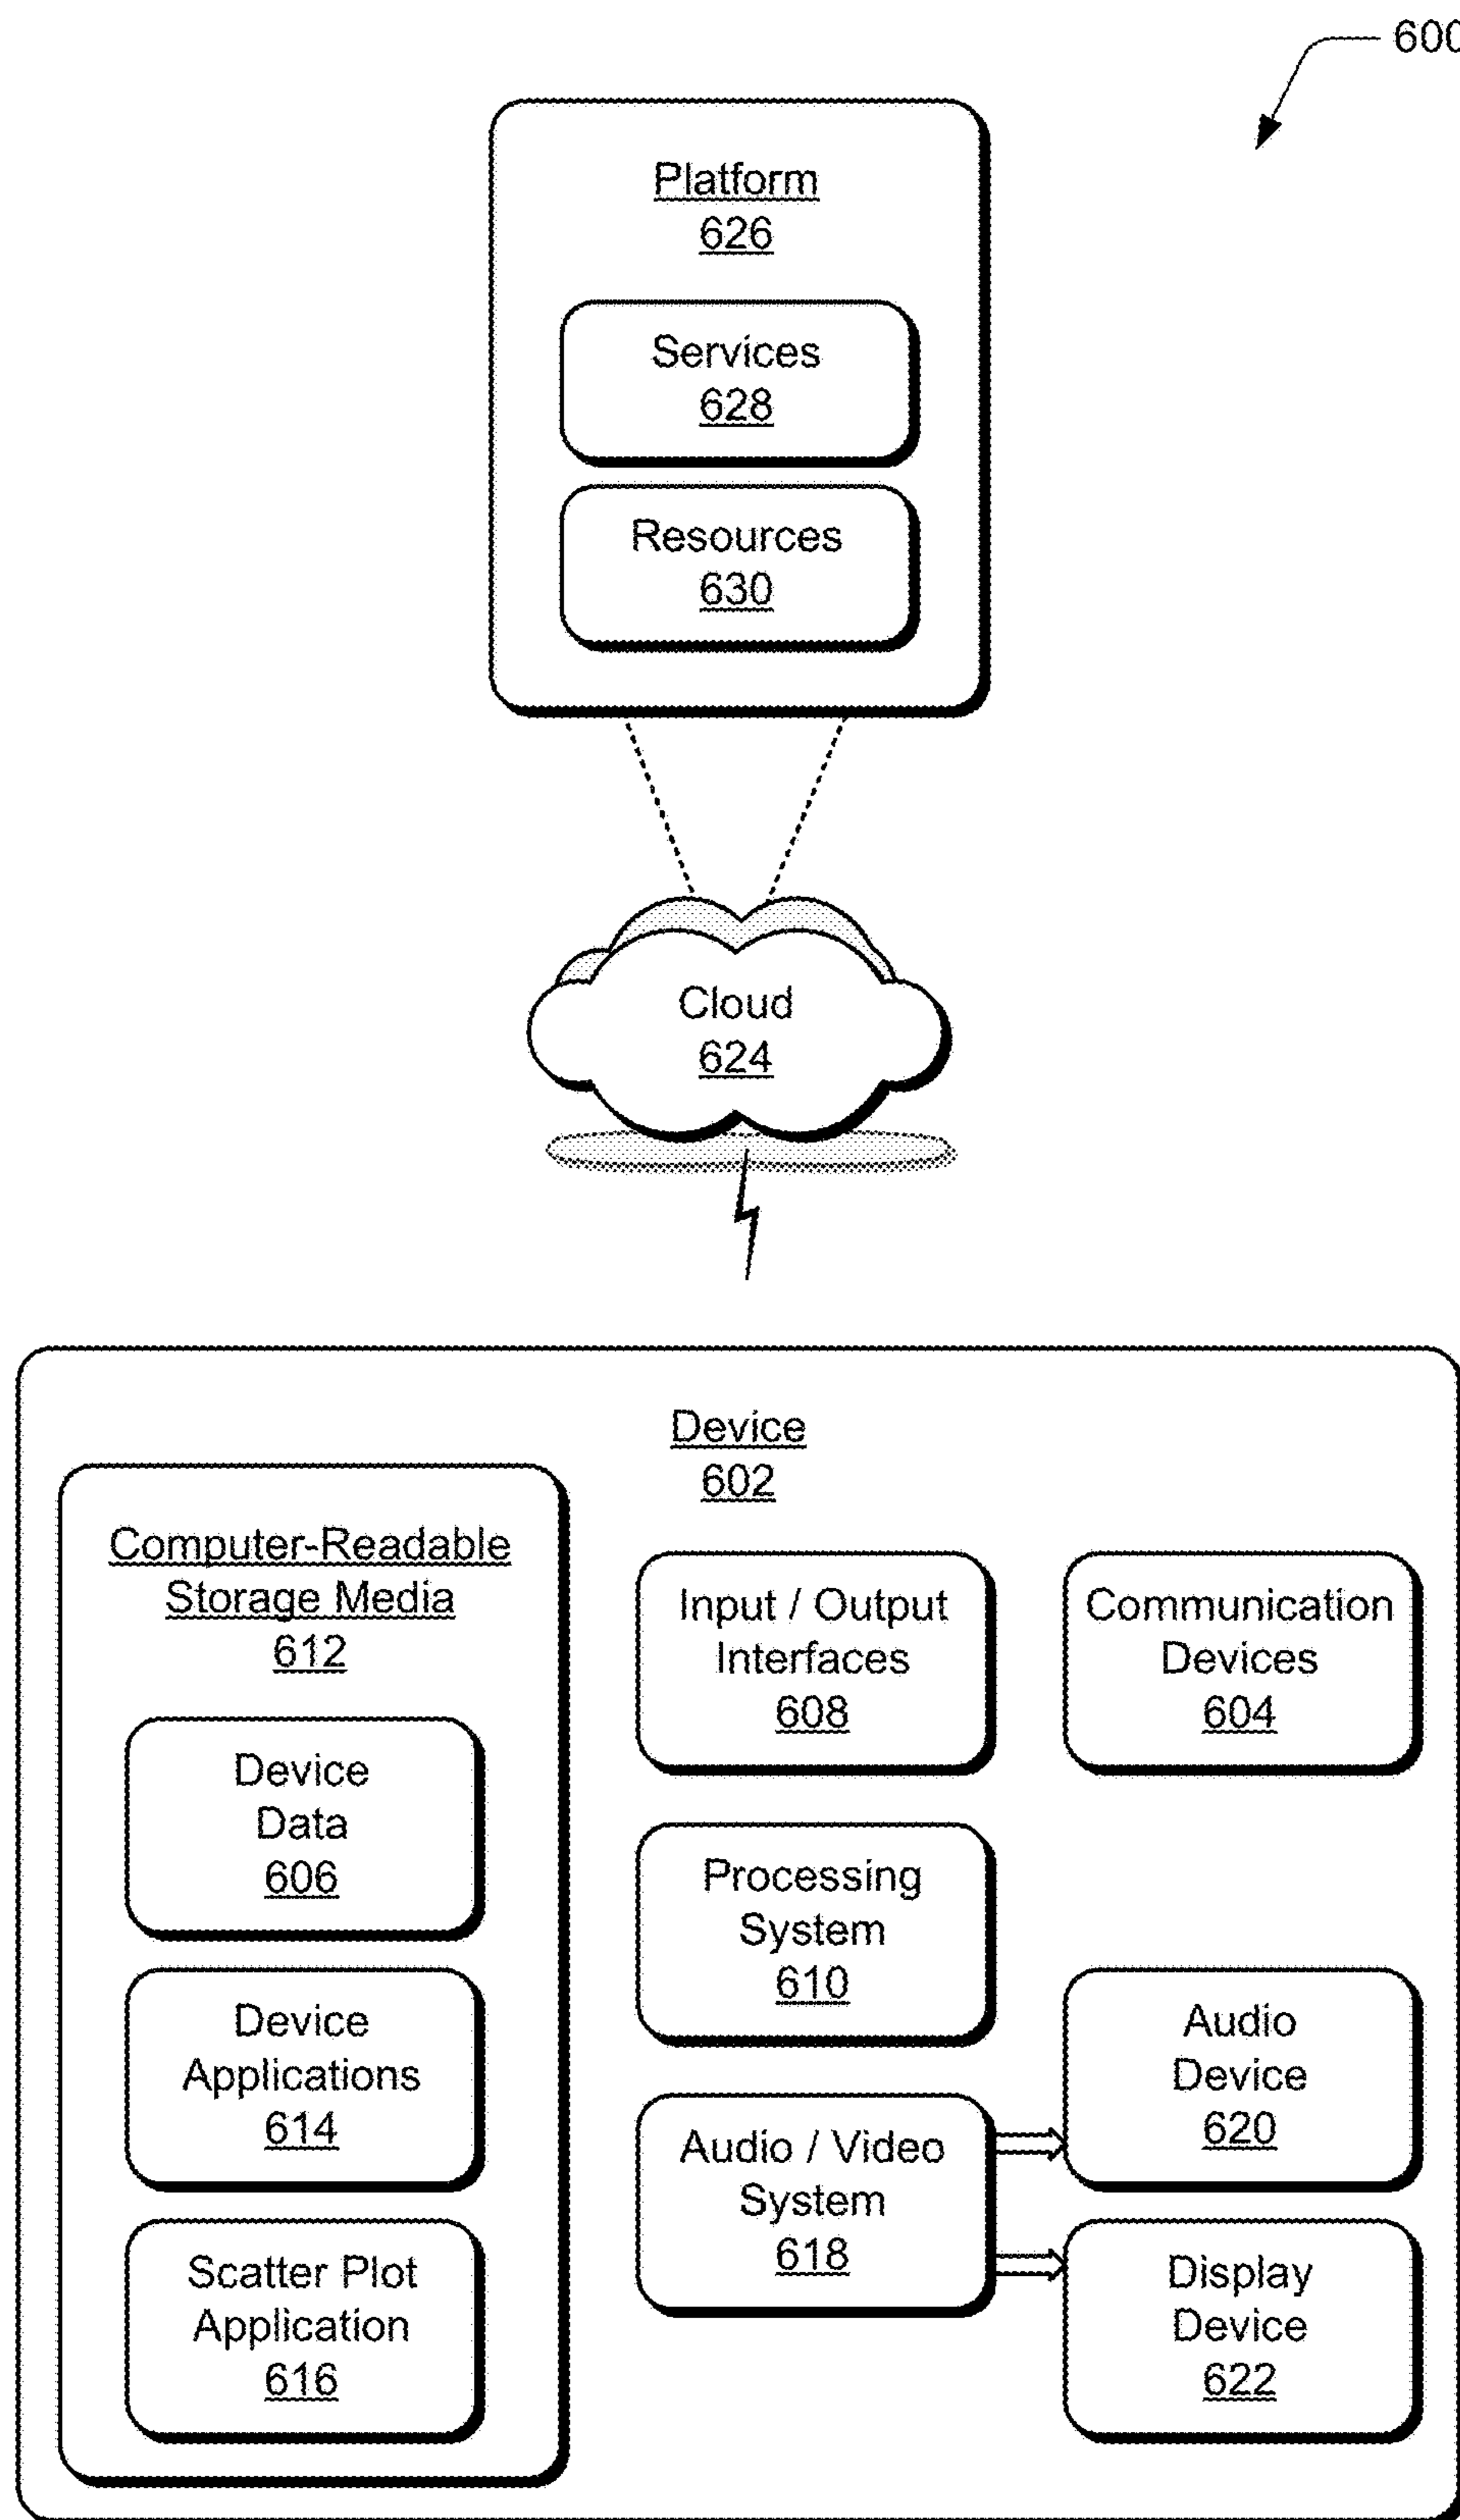 600
Platform
626
Services
628
Resources
630
Cloud
624
Device
602
Computer-Readable
Storage Media
612
Device
Data
606
Device
Applications
614
Scatter Plot
Application
616
Input / Output
Interfaces
608
Communication
Devices
604
Processing
System
610
Audio / Video
System
618
Audio
Device
620
Display
Device
622